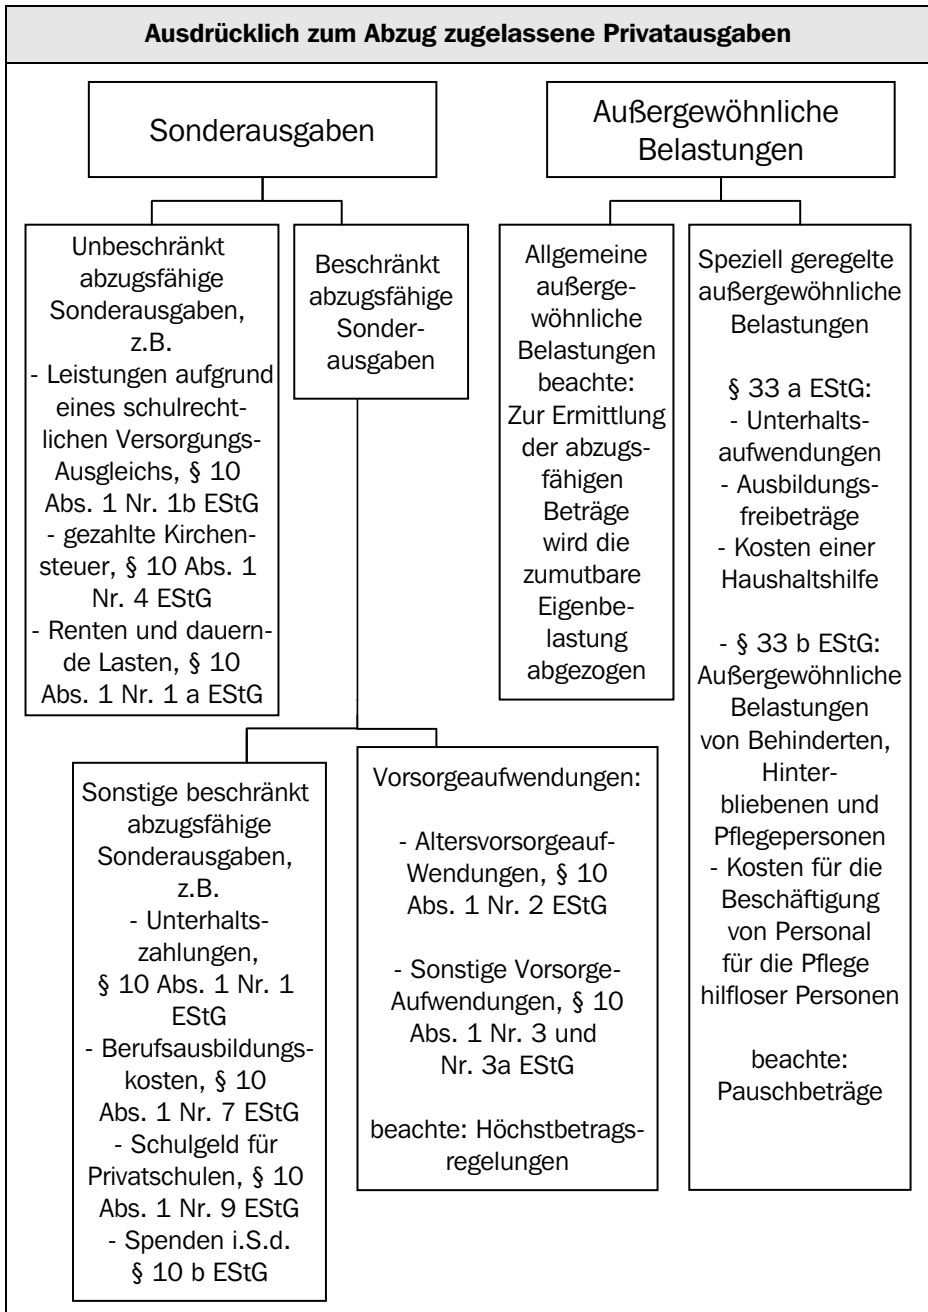 Ausdrücklich zum Abzug zugelassene Privatausgaben
Sonderausgaben
Außergewöhnliche
Belastungen
Unbeschränkt
abzugsfähige
Sonderausgaben,
z.B.
- Leistungen aufgrund
eines schulrecht-
lichen Versorgungs-
Ausgleichs, § 10
Abs. 1 Nr. 1b EStG
- gezahlte Kirchen-
steuer, § 10 Abs. 1
Nr. 4 EStG
- Renten und dauern-
de Lasten, § 10
Abs. 1 Nr. 1 a EStG
Beschränkt
abzugsfähige
Sonder-
ausgaben
Allgemeine
außerge-
wöhnliche
Belastungen
beachte:
Zur Ermittlung
der abzugs-
fähigen
Beträge
wird die
zumutbare
Eigenbe-
lastung
abgezogen
Speziell geregelte
außergewöhnliche
Belastungen
§ 33 a EStG:
- Unterhalts-
aufwendungen
- Ausbildungs-
freibeträge
- Kosten einer
Haushaltshilfe
- § 33 b EStG:
Außergewöhnliche
Belastungen
von Behinderten,
Hinter-
bliebenen und
Pflegepersonen
- Kosten für die
Beschäftigung
von Personal
für die Pflege
hilfloser Personen
beachte:
Pauschbeträge
Sonstige beschränkt
abzugsfähige
Sonderausgaben,
z.B.
- Unterhalts-
zahlungen,
§ 10 Abs. 1 Nr. 1
EStG
- Berufsausbildungs-
kosten, § 10
Abs. 1 Nr. 7 EStG
- Schulgeld für
Privatschulen, § 10
Abs. 1 Nr. 9 EStG
- Spenden i.S.d.
§ 10 b EStG
Vorsorgeaufwendungen:
- Altersvorsorgeauf-
Wendungen, § 10
Abs. 1 Nr. 2 EStG
- Sonstige Vorsorge-
Aufwendungen, § 10
Abs. 1 Nr. 3 und
Nr. 3a EStG
beachte: Höchstbetrags-
regelungen